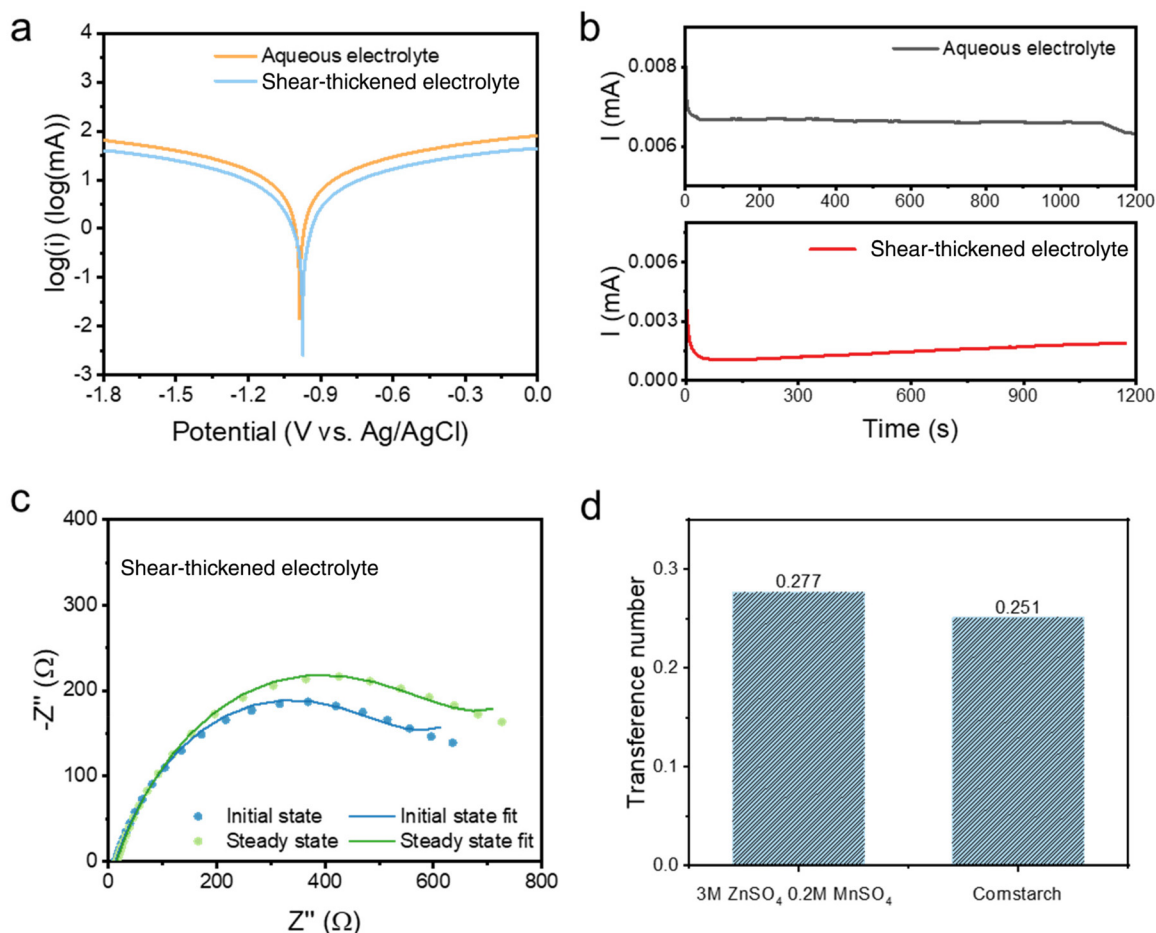 a
Aqueous electrolyte
Shear-thickened electrolyte
log(i) (log(mA))
4
3
2
1
0
-1
-2
-3
-1.8
-1.5
-1.2
-0.9
-0.6
-0.3
0.0
Potential (V vs. Ag/AgCl)
b
Aqueous electrolyte
I (mA)
0.008
0.006
0
200
400
600
800
1000
1200
Shear-thickened electrolyte
I (mA)
0.006
0.003
0.000
0
300
600
900
1200
Time (s)
c
Shear-thickened electrolyte
-Z'' (Ω)
400
300
200
100
0
Initial state
Initial state fit
Steady state
Steady state fit
0
200
400
600
800
Z'' (Ω)
d
Transference number
0.3
0.2
0.1
0.0
0.277
0.251
3M ZnSO₄ 0.2M MnSO₄
Cornstarch